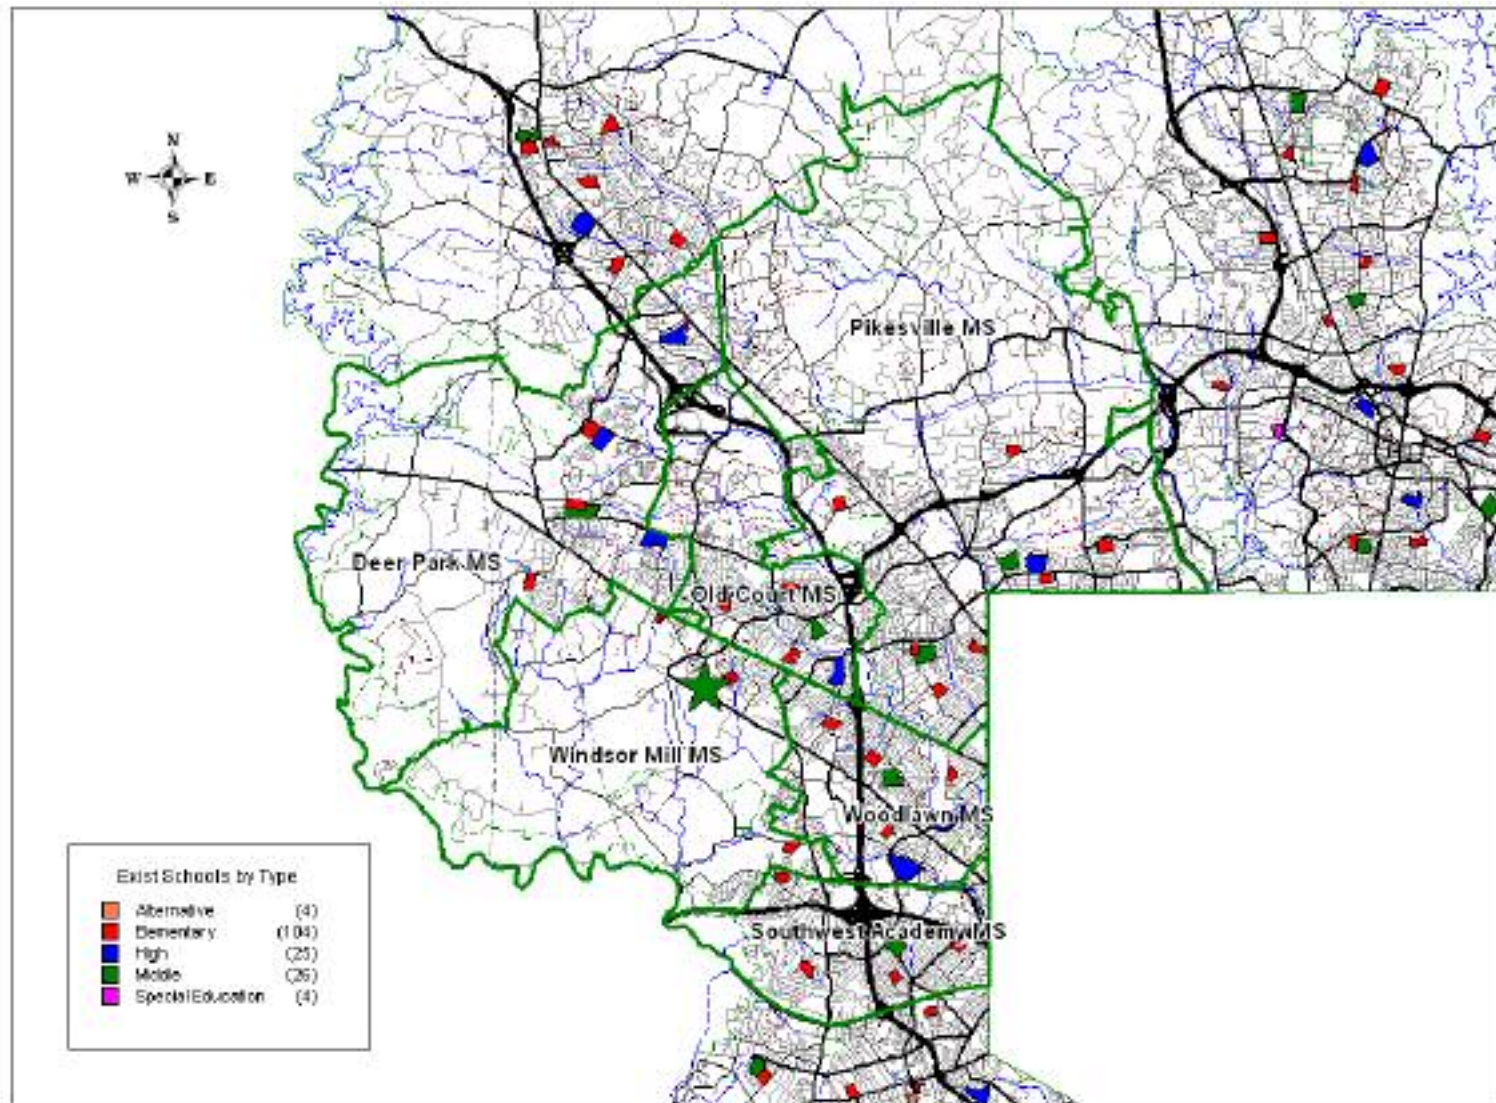 N
W E
S
Pikesville MS
Deer Park MS
Old Court MS
Windsor Mill MS
Woodlawn MS
Southwest Academy MS
Exist Schools by Type
Alternative (4)
Elementary (104)
High (25)
Middle (26)
Special Education (4)